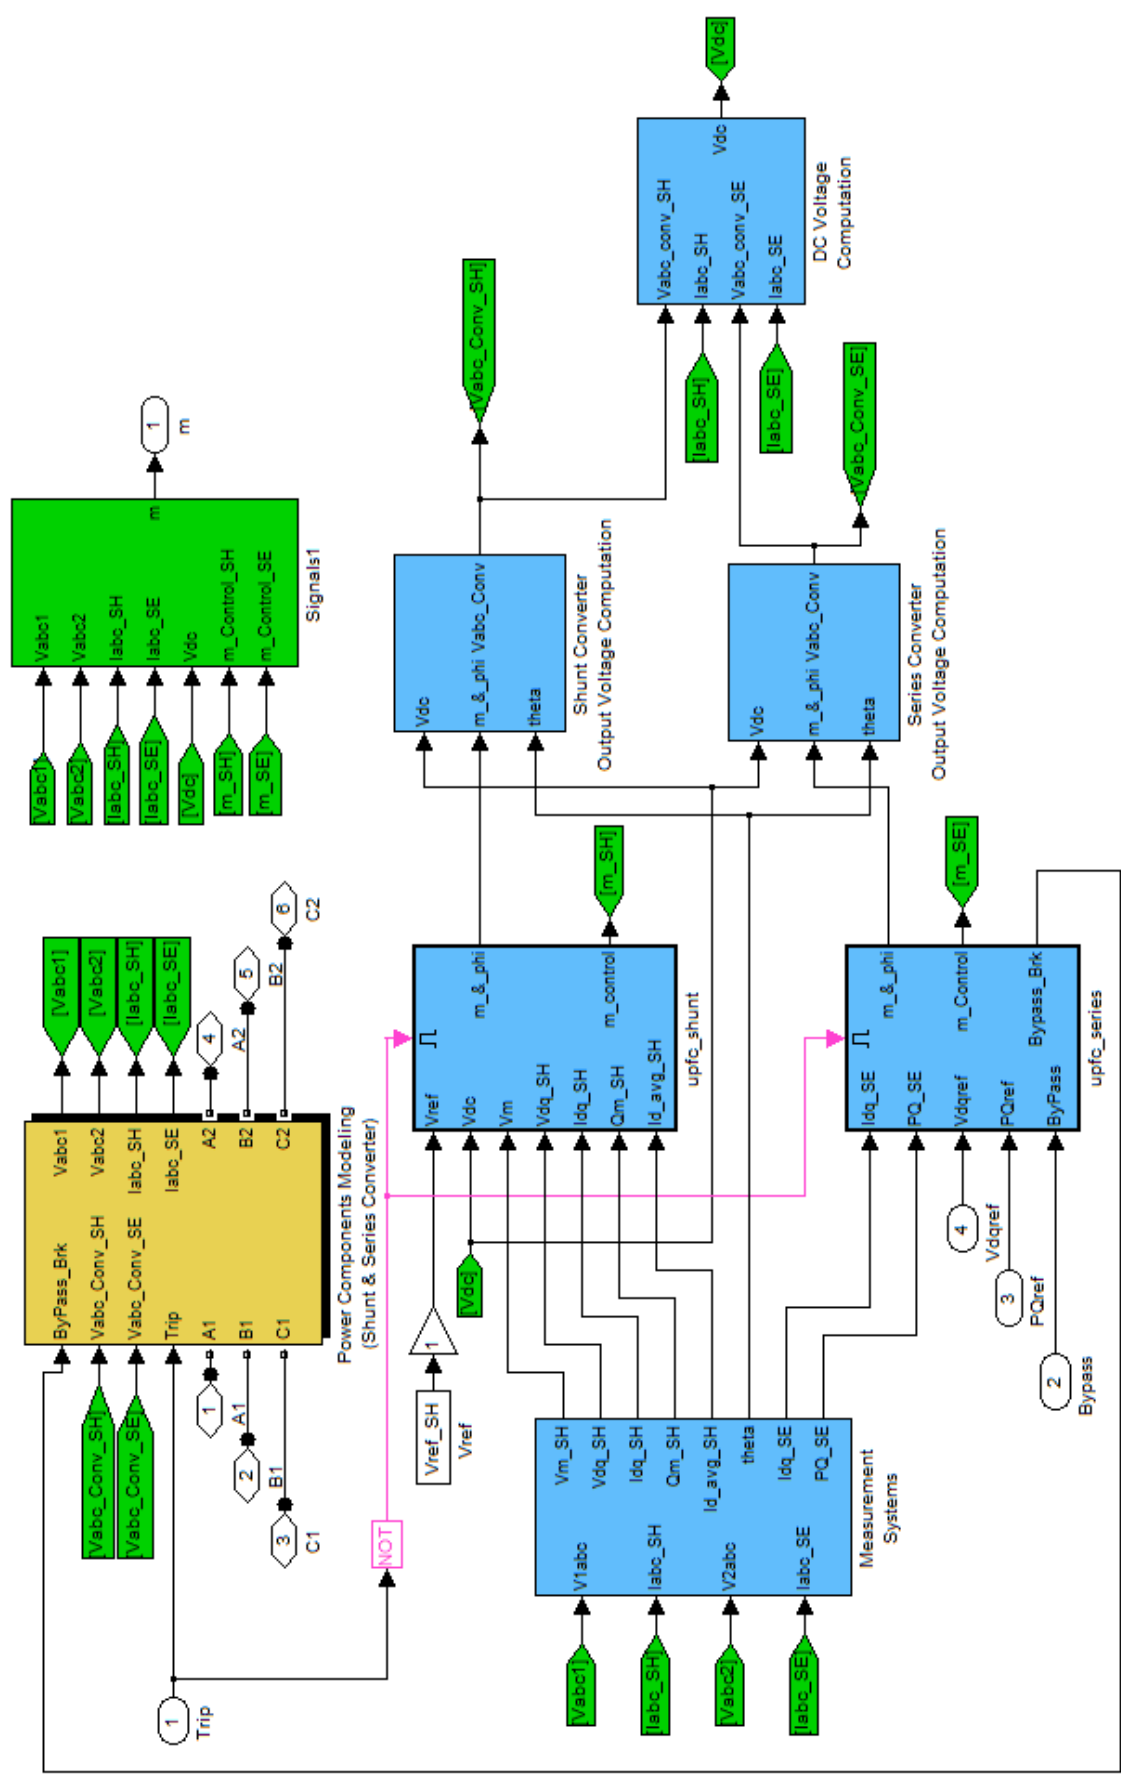 1
Trip
[Vabc_Conv_SH]
[Vabc_Conv_SE]
1
A1
2
B1
3
C1
ByPass_Brk
Vabc_Conv_SH
Vabc_Conv_SE
Trip
A1
B1
C1
Vabc1
Vabc2
Iabc_SH
Iabc_SE
A2
B2
C2
Power Components Modeling
(Shunt & Series Converter)
[Vabc1]
[Vabc2]
[Iabc_SH]
[Iabc_SE]
4
A2
5
B2
6
C2
[Vabc1]
[Vabc2]
[Iabc_SH]
[Iabc_SE]
[Vdc]
[m_SH]
[m_SE]
Vabc1
Vabc2
Iabc_SH
Iabc_SE
Vdc
m_Control_SH
m_Control_SE
m
Signals1
1
m
NOT
Vref_SH
Vref
1
[Vdc]
Vref
Vdc
Vm
Vdq_SH
Idq_SH
Qm_SH
Id_avg_SH
m_&_phi
m_control
upfc_shunt
[m_SH]
Vdc
m_&_phi
theta
Vabc_Conv
Shunt Converter
Output Voltage Computation
[Vabc_Conv_SH]
[Vabc1]
[Iabc_SH]
[Vabc2]
[Iabc_SE]
V1abc
Iabc_SH
V2abc
Iabc_SE
Vm_SH
Vdq_SH
Idq_SH
Qm_SH
Id_avg_SH
theta
Idq_SE
PQ_SE
Measurement
Systems
4
Vdqref
3
PQref
2
Bypass
Idq_SE
PQ_SE
Vdqref
PQref
ByPass
m_&_phi
m_Control
Bypass_Brk
upfc_series
[m_SE]
Vdc
m_&_phi
theta
Vabc_Conv
Series Converter
Output Voltage Computation
[Vabc_Conv_SE]
[Iabc_SH]
[Iabc_SE]
Vabc_conv_SH
Iabc_SH
Vabc_conv_SE
Iabc_SE
Vdc
DC Voltage
Computation
[Vdc]